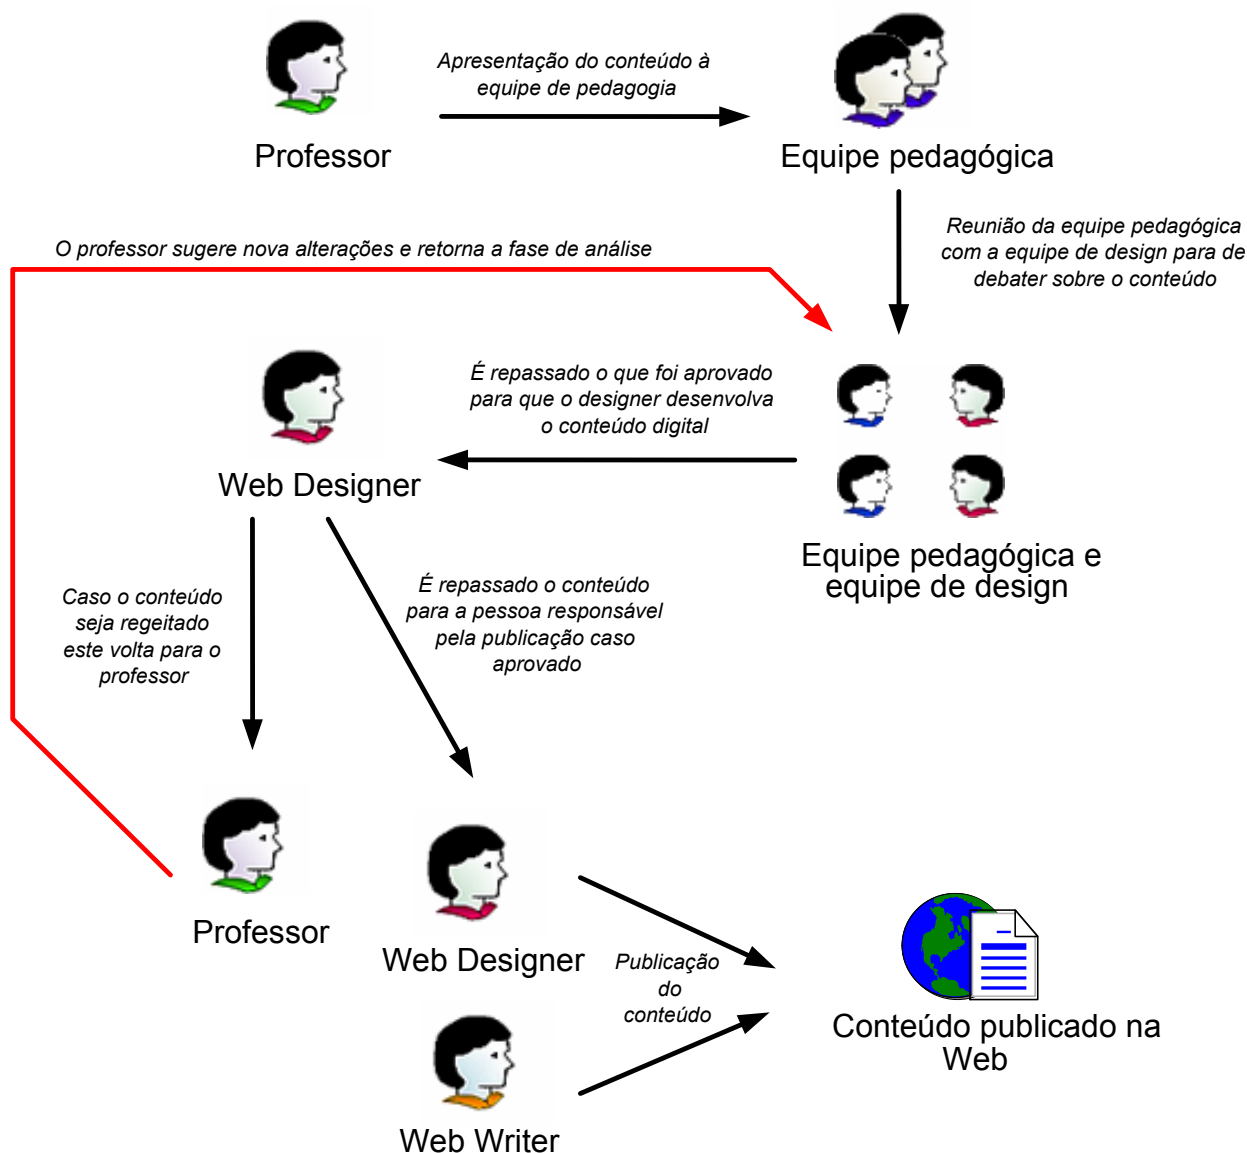 Apresentação do conteúdo à
equipe de pedagogia
Professor
Equipe pedagógica
Reunião da equipe pedagógica
com a equipe de design para de
debater sobre o conteúdo
O professor sugere nova alterações e retorna a fase de análise
É repassado o que foi aprovado
para que o designer desenvolva
o conteúdo digital
Web Designer
Equipe pedagógica e
equipe de design
Caso o conteúdo
seja regeitado
este volta para o
professor
É repassado o conteúdo
para a pessoa responsável
pela publicação caso
aprovado
Professor
Web Designer
Publicação
do
conteúdo
Conteúdo publicado na
Web
Web Writer